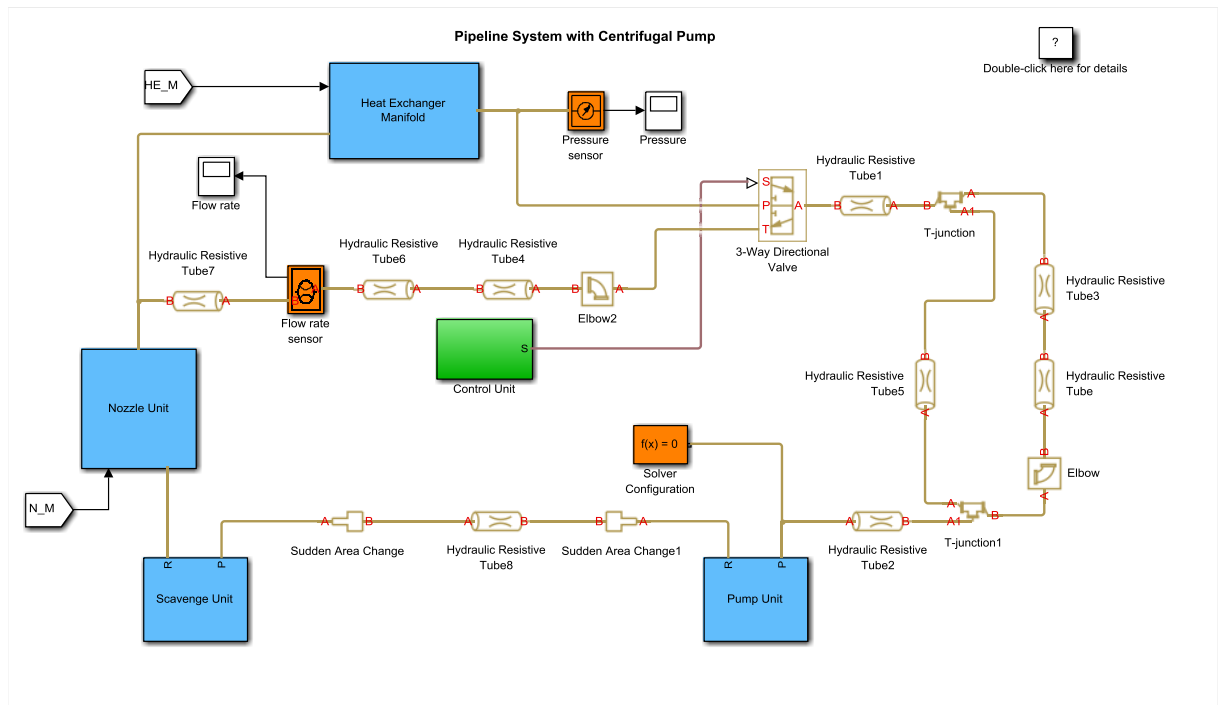 Pipeline System with Centrifugal Pump
?
Double-click here for details
HE_M
Heat Exchanger
Manifold
Pressure
sensor
Pressure
Flow rate
Hydraulic Resistive
Tube1
S
P
T
A
3-Way Directional
Valve
B
A
B
A
A1
T-junction
Hydraulic Resistive
Tube7
B
A
B
A
Flow rate
sensor
Hydraulic Resistive
Tube6
B
A
Hydraulic Resistive
Tube4
B
A
B
A
Elbow2
B
A
Hydraulic Resistive
Tube3
S
Control Unit
B
A
Hydraulic Resistive
Tube5
B
A
Hydraulic Resistive
Tube
Nozzle Unit
f(x) = 0
Solver
Configuration
B
A
Elbow
N_M
A
B
Sudden Area Change
A
B
Hydraulic Resistive
Tube8
B
A
Sudden Area Change1
A
B
Hydraulic Resistive
Tube2
A
A1
B
T-junction1
R
P
Scavenge Unit
R
P
Pump Unit